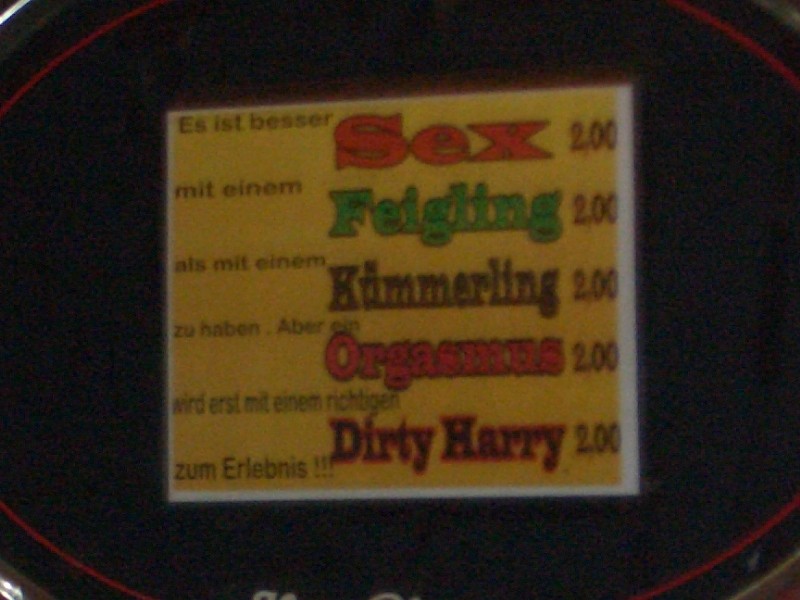 Es ist besser Sex 2,00
mit einem Feigling 2,00
als mit einem Kümmerling 2,00
zu haben . Aber ein
Orgasmus 2,00
wird erst mit einem richtigen
Dirty Harry 2,00
zum Erlebnis !!!